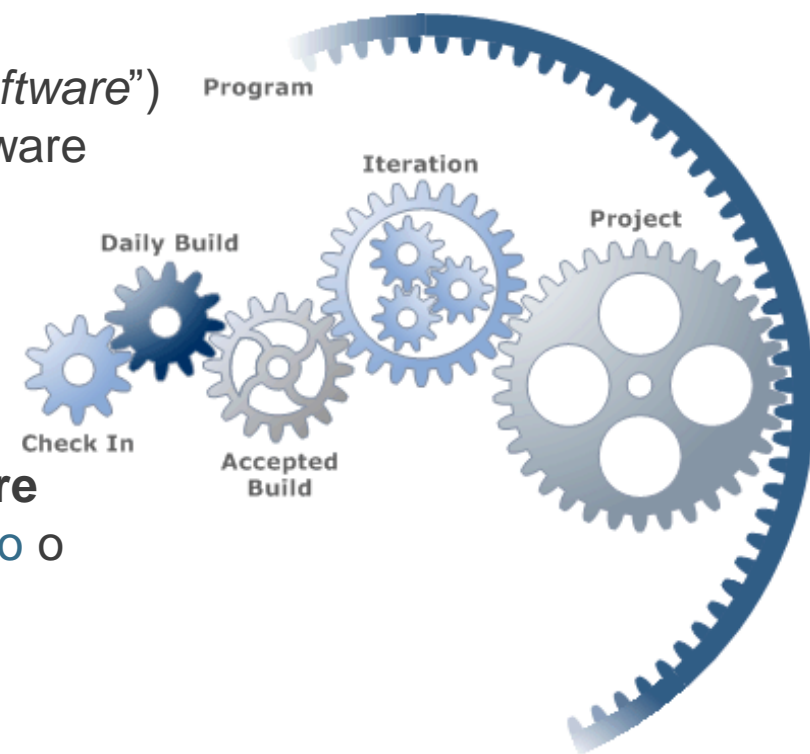 ftware”)
ware
re
o o
Program
Iteration
Project
Daily Build
Check In
Accepted
Build